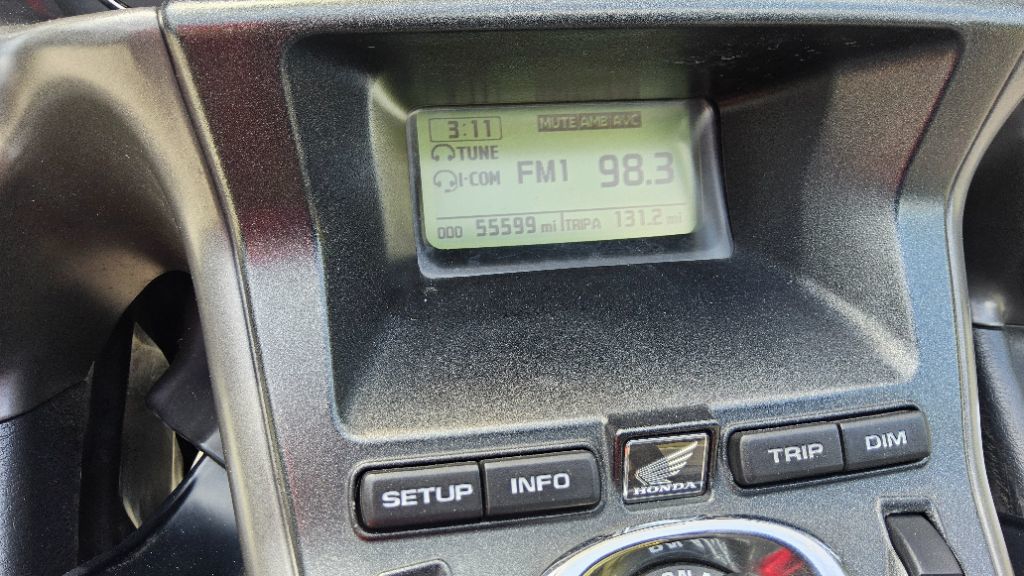 3:11 MUTE AMB AVC
TUNE
I-COM FM1 98.3
ODO 55599 mi TRIP A 131.2 mi
SETUP INFO HONDA TRIP DIM